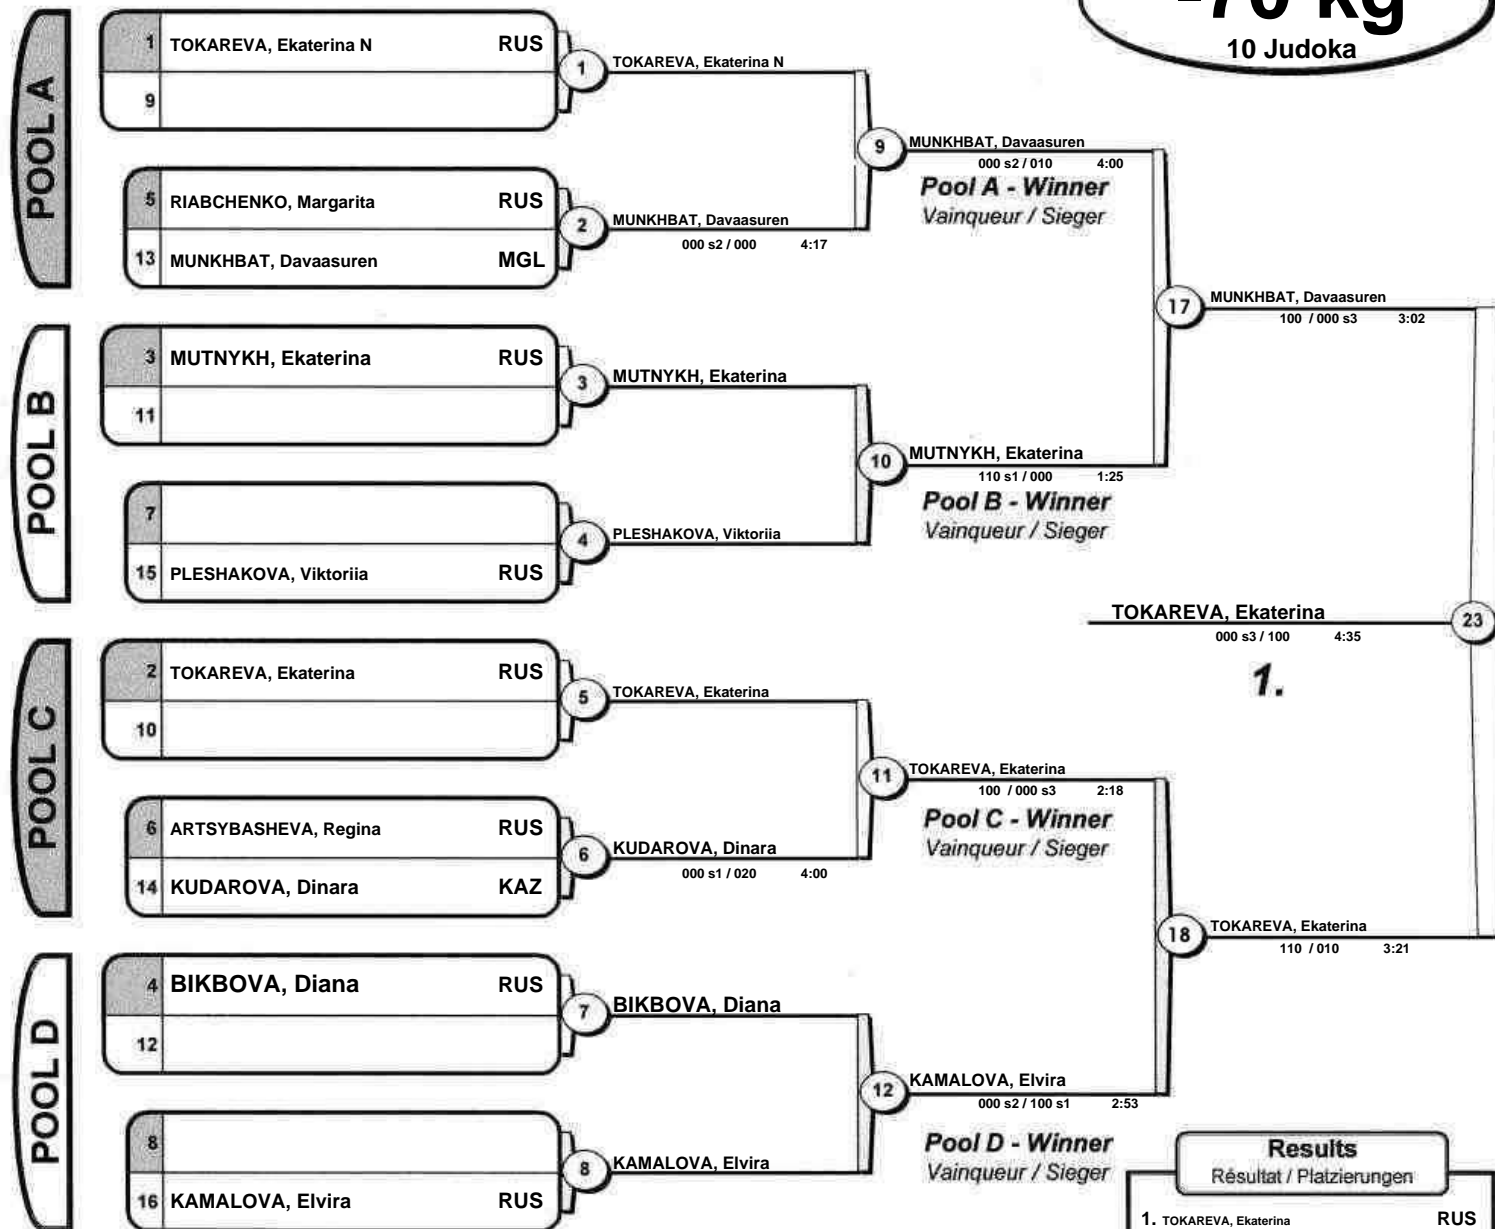 -70 kg
10 Judoka
POOL A
1 TOKAREVA, Ekaterina N RUS
9
1 TOKAREVA, Ekaterina N
5 RIABCHENKO, Margarita RUS
13 MUNKHBAT, Davaasuren MGL
2 MUNKHBAT, Davaasuren
000 s2 / 000 4:17
9 MUNKHBAT, Davaasuren
000 s2 / 010 4:00
Pool A - Winner
Vainqueur / Sieger
POOL B
3 MUTNYKH, Ekaterina RUS
11
3 MUTNYKH, Ekaterina
7
15 PLESHAKOVA, Viktoriia RUS
4 PLESHAKOVA, Viktoriia
10 MUTNYKH, Ekaterina
110 s1 / 000 1:25
Pool B - Winner
Vainqueur / Sieger
17 MUNKHBAT, Davaasuren
100 / 000 s3 3:02
TOKAREVA, Ekaterina 23
000 s3 / 100 4:35
1.
POOL C
2 TOKAREVA, Ekaterina RUS
10
5 TOKAREVA, Ekaterina
6 ARTSYBASHEVA, Regina RUS
14 KUDAROVA, Dinara KAZ
6 KUDAROVA, Dinara
000 s1 / 020 4:00
11 TOKAREVA, Ekaterina
100 / 000 s3 2:18
Pool C - Winner
Vainqueur / Sieger
POOL D
4 BIKBOVA, Diana RUS
12
7 BIKBOVA, Diana
8
16 KAMALOVA, Elvira RUS
8 KAMALOVA, Elvira
12 KAMALOVA, Elvira
000 s2 / 100 s1 2:53
Pool D - Winner
Vainqueur / Sieger
18 TOKAREVA, Ekaterina
110 / 010 3:21
Results
Résultat / Platzierungen
1. TOKAREVA, Ekaterina RUS